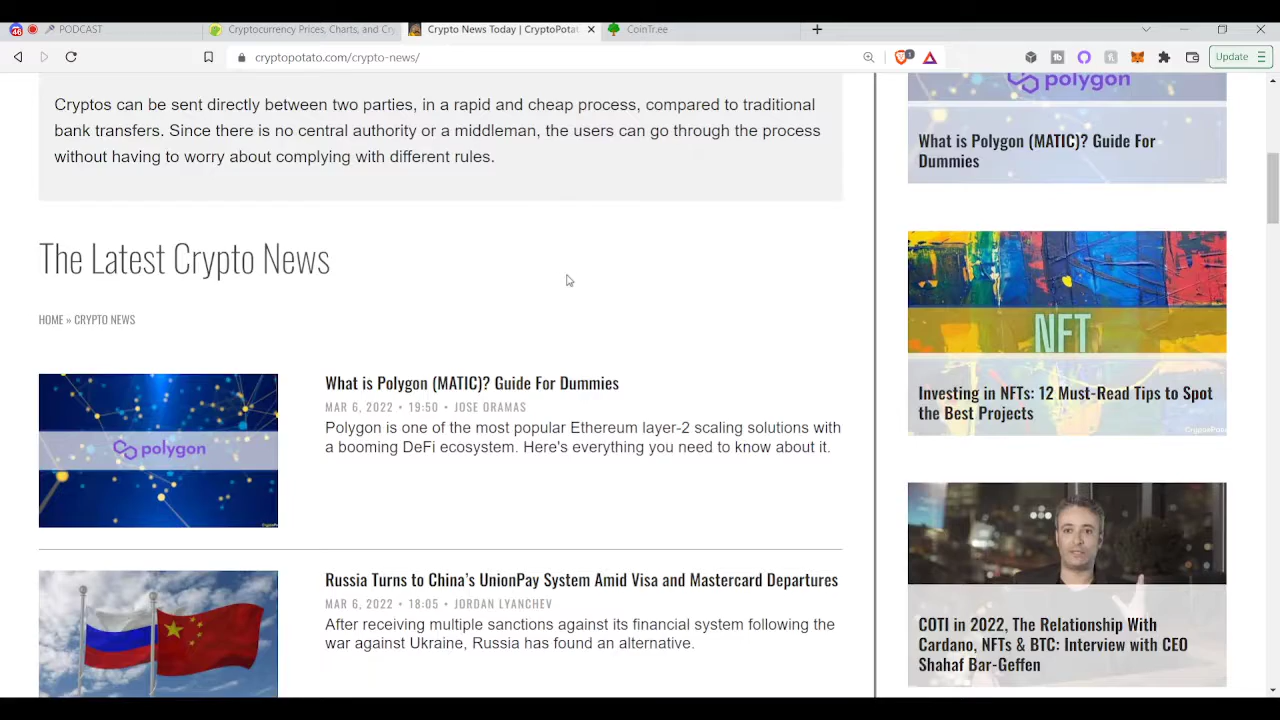 46
PODCAST
Cryptocurrency Prices, Charts, and Cry
Crypto News Today | CryptoPotat
CoinTr.ee
cryptopotato.com/crypto-news/
1
Update
Cryptos can be sent directly between two parties, in a rapid and cheap process, compared to traditional
bank transfers. Since there is no central authority or a middleman, the users can go through the process
without having to worry about complying with different rules.
The Latest Crypto News
HOME » CRYPTO NEWS
polygon
What is Polygon (MATIC)? Guide For Dummies
MAR 6, 2022 • 19:50 • JOSE ORAMAS
Polygon is one of the most popular Ethereum layer-2 scaling solutions with
a booming DeFi ecosystem. Here's everything you need to know about it.
Russia Turns to China's UnionPay System Amid Visa and Mastercard Departures
MAR 6, 2022 • 18:05 • JORDAN LYANCHEV
After receiving multiple sanctions against its financial system following the
war against Ukraine, Russia has found an alternative.
polygon
What is Polygon (MATIC)? Guide For
Dummies
NFT
Investing in NFTs: 12 Must-Read Tips to Spot
the Best Projects
COTI in 2022, The Relationship With
Cardano, NFTs & BTC: Interview with CEO
Shahaf Bar-Geffen